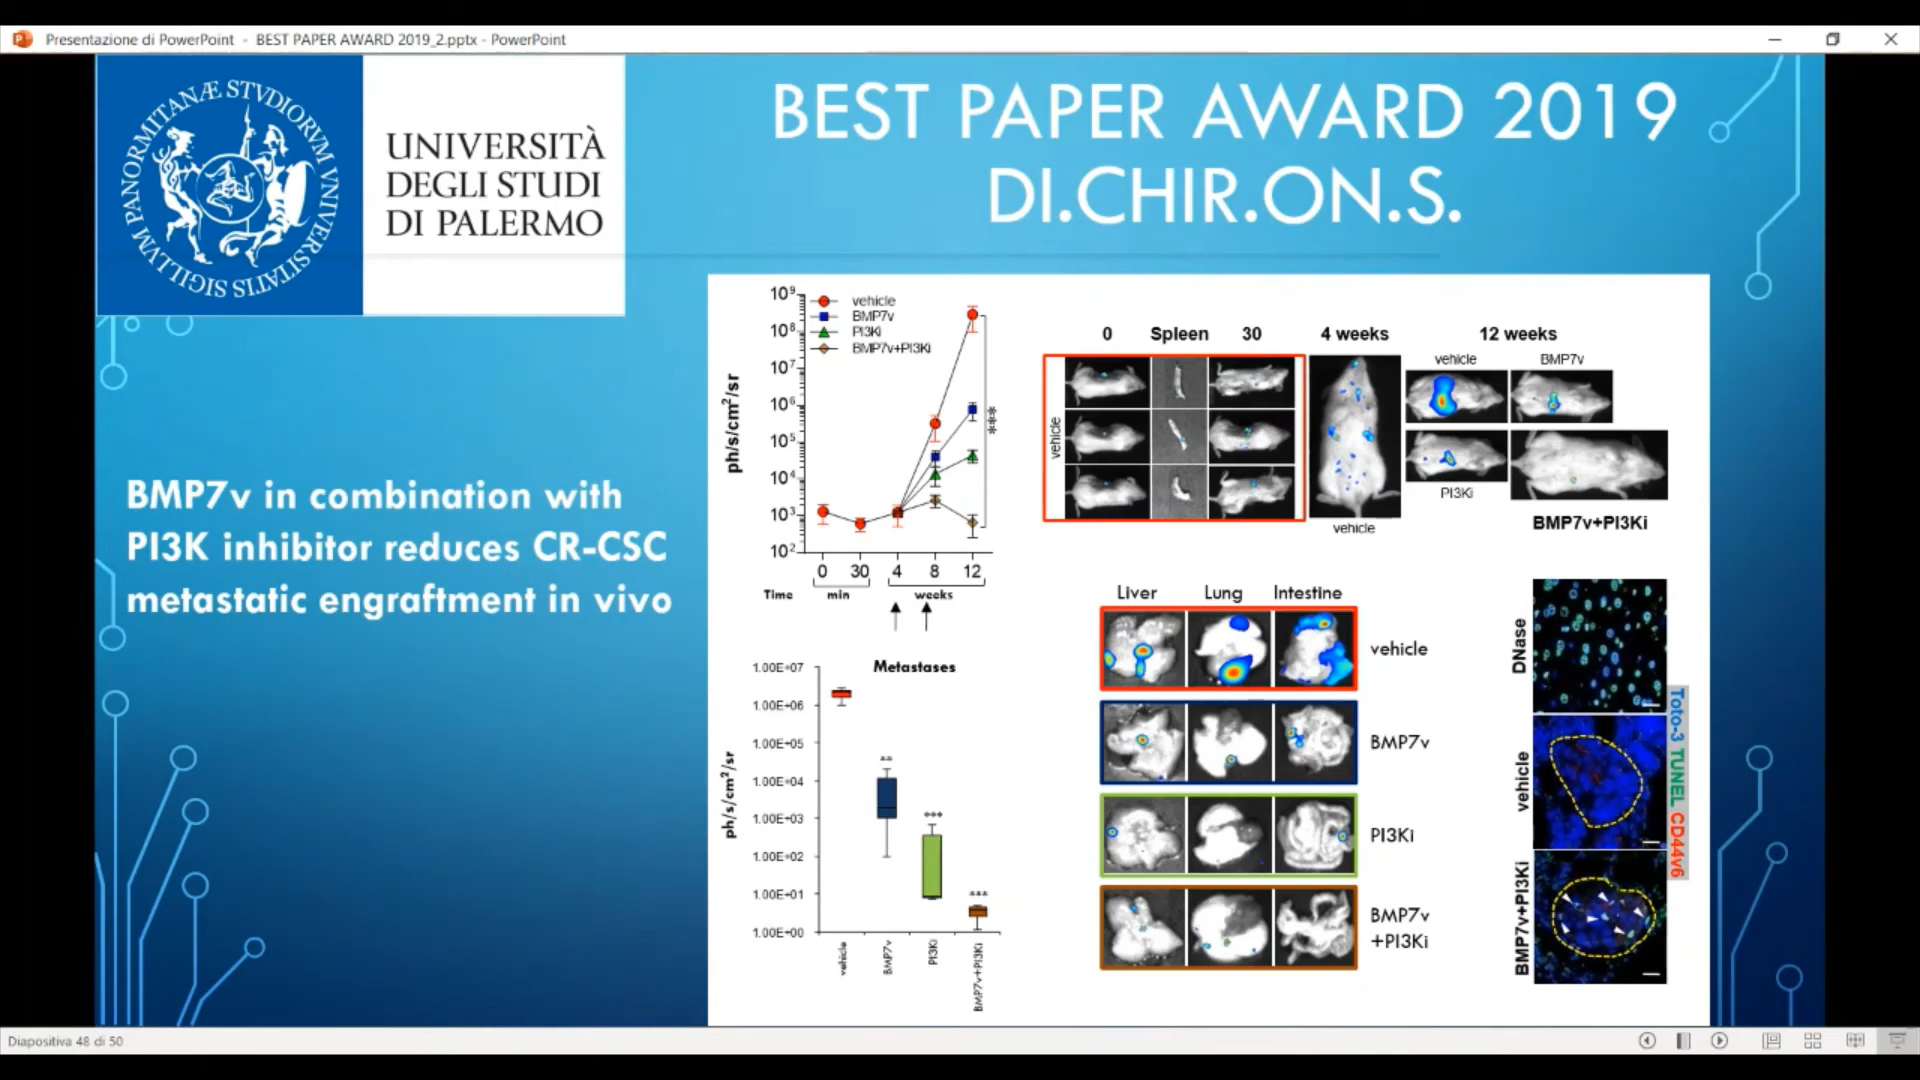 Presentazione di PowerPoint - BEST PAPER AWARD 2019_2.pptx - PowerPoint
SIGILLVM PANORMITANÆ STVDIORVM VNIVERSITATIS
UNIVERSITÀ
DEGLI STUDI
DI PALERMO
BEST PAPER AWARD 2019
DI.CHIR.ON.S.
BMP7v in combination with
PI3K inhibitor reduces CR-CSC
metastatic engraftment in vivo
ph/s/cm²/sr
10⁹
10⁸
10⁷
10⁶
10⁵
10⁴
10³
10²
vehicle
BMP7v
PI3Ki
BMP7v+PI3Ki
***
0 30 4 8 12
Time min weeks
0 Spleen 30 4 weeks 12 weeks
vehicle
vehicle
vehicle BMP7v
PI3Ki
BMP7v+PI3Ki
Metastases
ph/s/cm²/sr
1.00E+07
1.00E+06
1.00E+05
1.00E+04
1.00E+03
1.00E+02
1.00E+01
1.00E+00
**
***
***
vehicle
BMP7v
PI3Ki
BMP7v+PI3Ki
Liver Lung Intestine
vehicle
BMP7v
PI3Ki
BMP7v
+PI3Ki
DNase
vehicle
BMP7v+PI3Ki
Toto-3 TUNEL CD44v6
Diapositiva 48 di 50